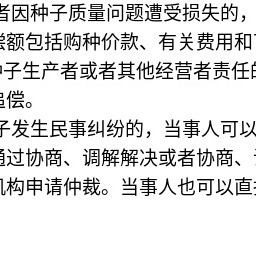 者因种子质量问题遭受损失的，
偿额包括购种价款、有关费用和
种子生产者或者其他经营者责任的
追偿。
子发生民事纠纷的，当事人可以
通过协商、调解解决或者协商、
机构申请仲裁。当事人也可以直接